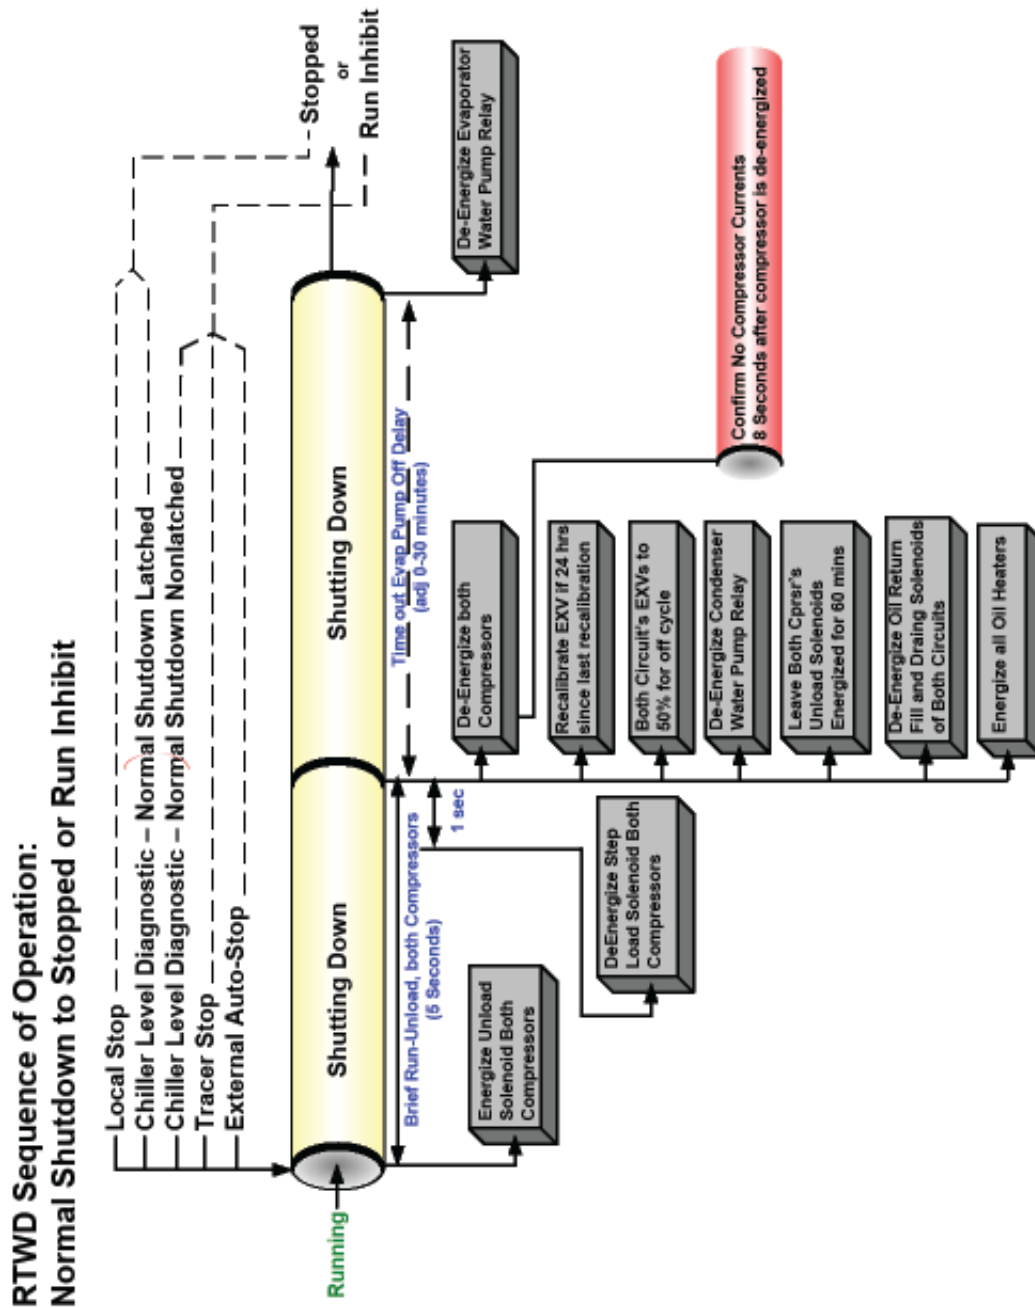 RTWD Sequence of Operation:
Normal Shutdown to Stopped or Run Inhibit
Local Stop
Chiller Level Diagnostic – Normal Shutdown Latched
Chiller Level Diagnostic – Normal Shutdown Nonlatched
Tracer Stop
External Auto-Stop
Stopped
or
Run Inhibit
Running
Shutting Down
Shutting Down
Brief Run-Unload, both Compressors
(5 Seconds)
Time out Evap Pump Off Delay
(adj 0-30 minutes)
1 sec
Energize Unload
Solenoid Both
Compressors
DeEnergize Step
Load Solenoid Both
Compressors
De-Energize both
Compressors
Recalibrate EXV if 24 hrs
since last recalibration
Both Circuit's EXVs to
50% for off cycle
De-Energize Condenser
Water Pump Relay
Leave Both Cprsr's
Unload Solenoids
Energized for 60 mins
De-Energize Oil Return
Fill and Draing Solenoids
of Both Circuits
Energize all Oil Heaters
De-Energize Evaporator
Water Pump Relay
Confirm No Compressor Currents
8 Seconds after compressor is de-energized